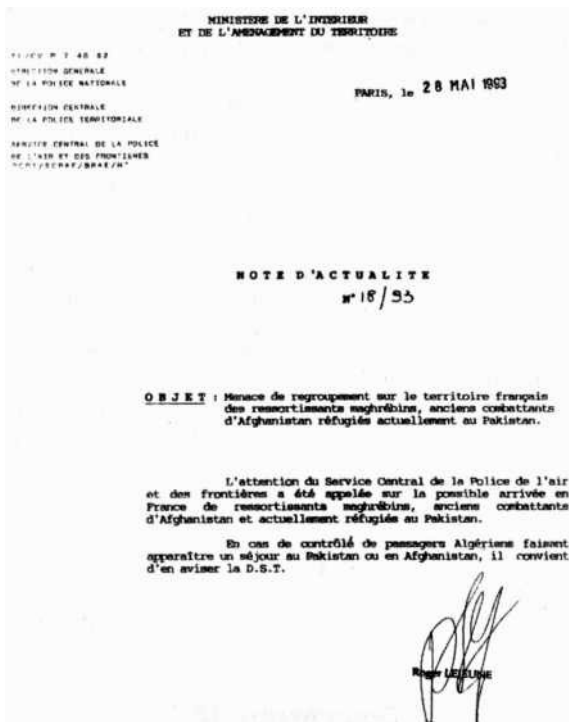 MINISTERE DE L'INTERIEUR
ET DE L'AMENAGEMENT DU TERRITOIRE
DIRECTION GENERALE
DE LA POLICE NATIONALE
PARIS, le 28 MAI 1993
DIRECTION CENTRALE
DE LA POLICE TERRITORIALE
SERVICE CENTRAL DE LA POLICE
DE L'AIR ET DES FRONTIERES
NOTE D'ACTUALITE
N° 18/93
OBJET : Menace de regroupement sur le territoire français
des ressortissants maghrébins, anciens combattants
d'Afghanistan réfugiés actuellement au Pakistan.
L'attention du Service Central de la Police de l'air
et des frontières a été appelée sur la possible arrivée en
France de ressortissants maghrébins, anciens combattants
d'Afghanistan et actuellement réfugiés au Pakistan.
En cas de contrôlé de passagers Algériens faisant
apparaître un séjour au Pakistan ou en Afghanistan, il convient
d'en aviser la D.S.T.
Roger LEJEUNE